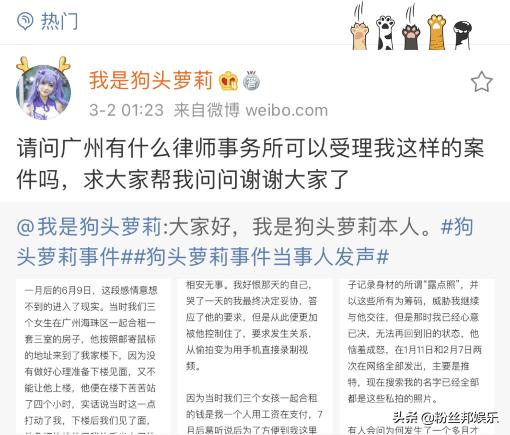 热门
我是狗头萝莉
3-2 01:23 来自微博 weibo.com
请问广州有什么律师事务所可以受理我这样的案
件吗，求大家帮我问问谢谢大家了
@我是狗头萝莉:大家好，我是狗头萝莉本人。#狗
头萝莉事件##狗头萝莉事件当事人发声#
一月后的6月9日，这段感情意想
不到的进入了现实。当时我们三
个女生在广州海珠区一起合租一
套三室的房子，他按照邮寄鼠标
的地址来到了我家楼下，因为没
有做好心理准备下楼见面，又不
能让他上楼，他便在楼下苦苦站
了四个小时，实话说当时这一点
打动了我，下楼后我们见了面，
相安无事。我好恨那天的自己，
哭了一天的我最终决定妥协，答
应了他的要求，但是从此便更加
被他控制住了，要求发生关系，
从偷拍变为用手机直接录制视
频。
因为当时我们三个女孩一起合租
的钱是我一个人用工资在支付，7
月后墓听说后为了方便到我这里
子记录身材的所谓“露点照”，并
以这些所有为筹码，威胁我继续
与他交往，但是那时我已经心意
已决，无法再回到旧的状态，他
恼羞成怒，在1月11日和2月7日两
次在网络全部发出，主要是推
特，现在搜索我的名字已经全部
都是这些私拍的照片。
有人会问为何发生了一个多月才
头条 @粉丝邦娱乐